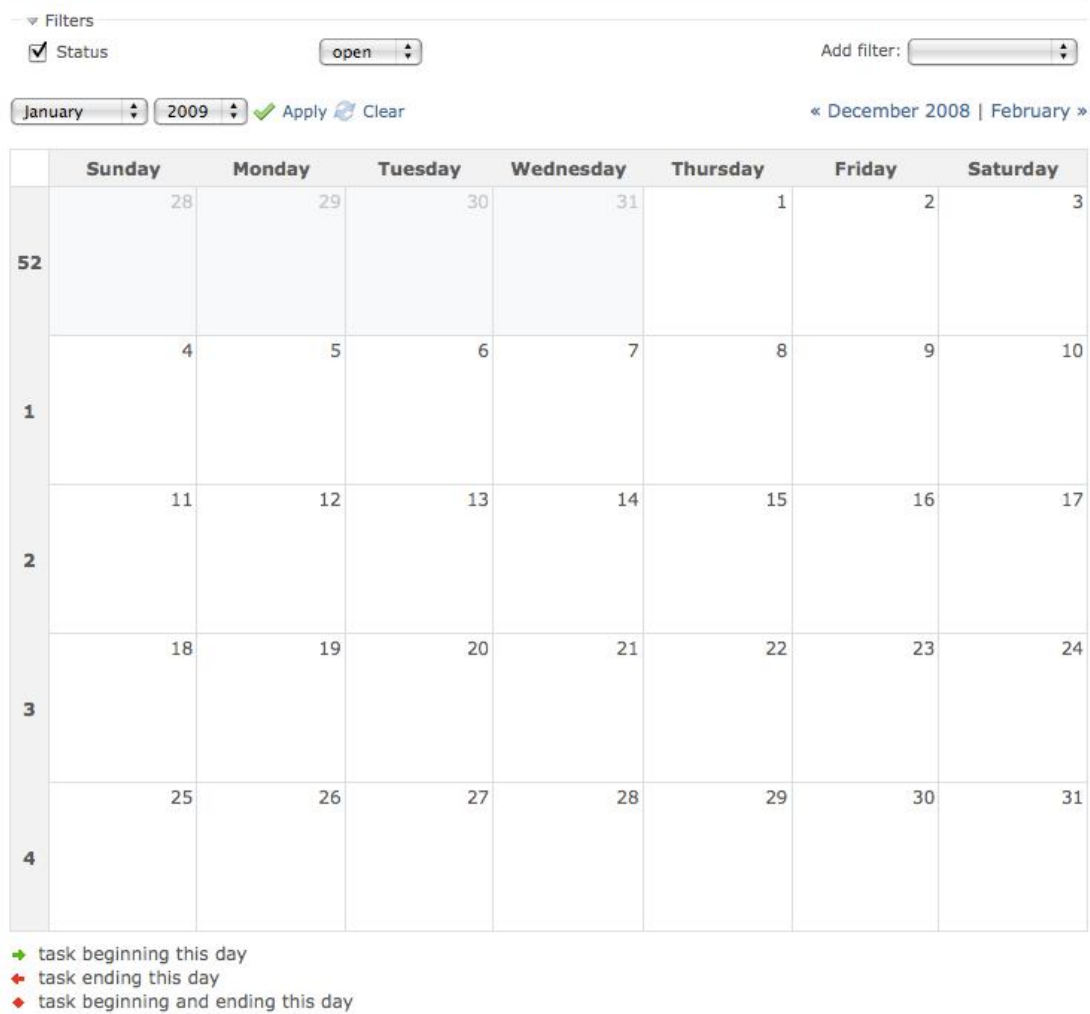 Filters
Status open Add filter:
January 2009 Apply Clear « December 2008 | February »
Sunday Monday Tuesday Wednesday Thursday Friday Saturday
28 29 30 31 1 2 3
52
4 5 6 7 8 9 10
1
11 12 13 14 15 16 17
2
18 19 20 21 22 23 24
3
25 26 27 28 29 30 31
4
task beginning this day
task ending this day
task beginning and ending this day